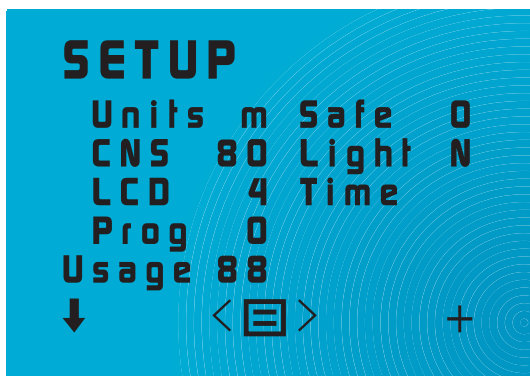 SETUP
Units m Safe 0
CNS 80 Light N
LCD 4 Time
Prog 0
Usage 88
↓ < > +